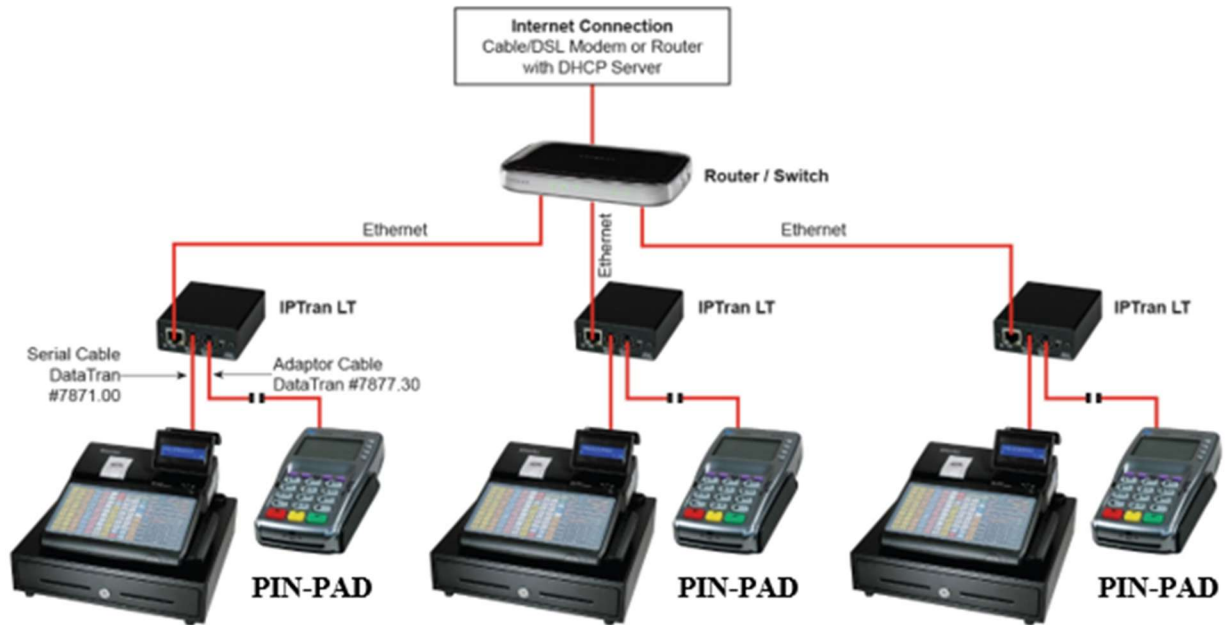 Internet Connection
Cable/DSL Modem or Router
with DHCP Server
Router / Switch
Ethernet
Ethernet
Ethernet
IPTran LT
IPTran LT
IPTran LT
Serial Cable
DataTran
#7871.00
Adaptor Cable
DataTran #7877.30
PIN-PAD
PIN-PAD
PIN-PAD